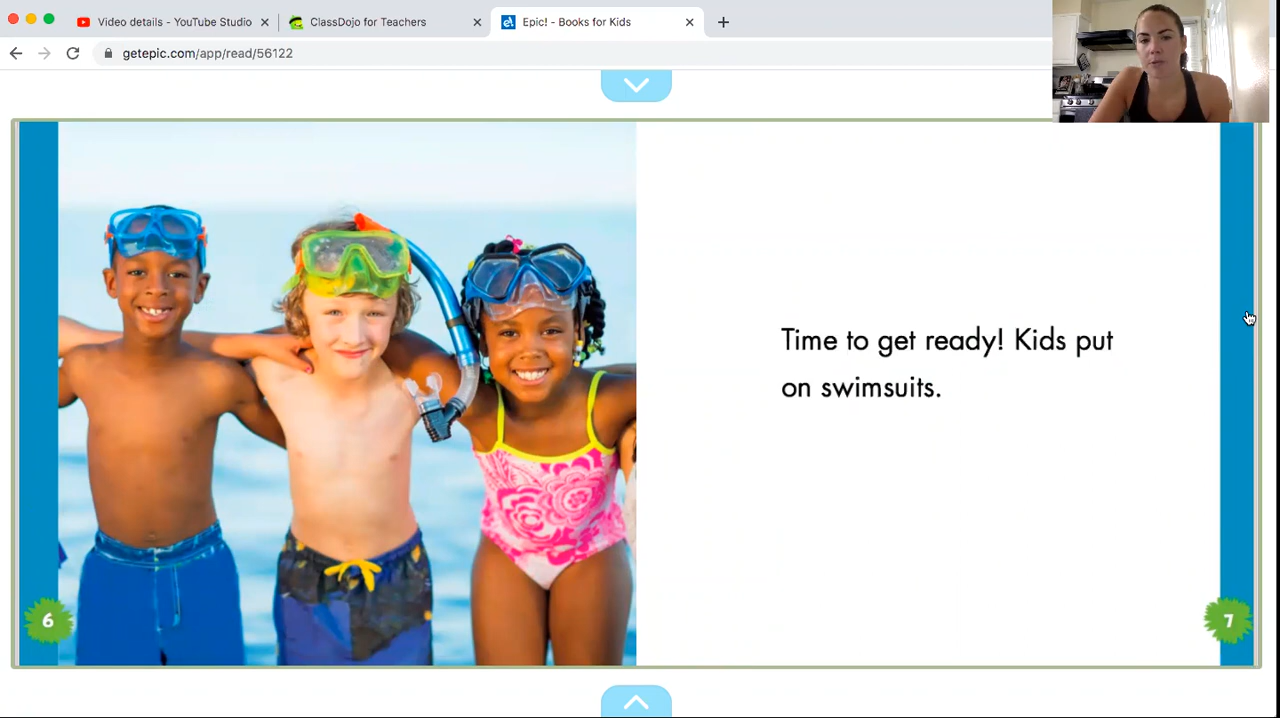 Video details - YouTube Studio
ClassDojo for Teachers
Epic! - Books for Kids
getepic.com/app/read/56122
Time to get ready! Kids put
on swimsuits.
6
7